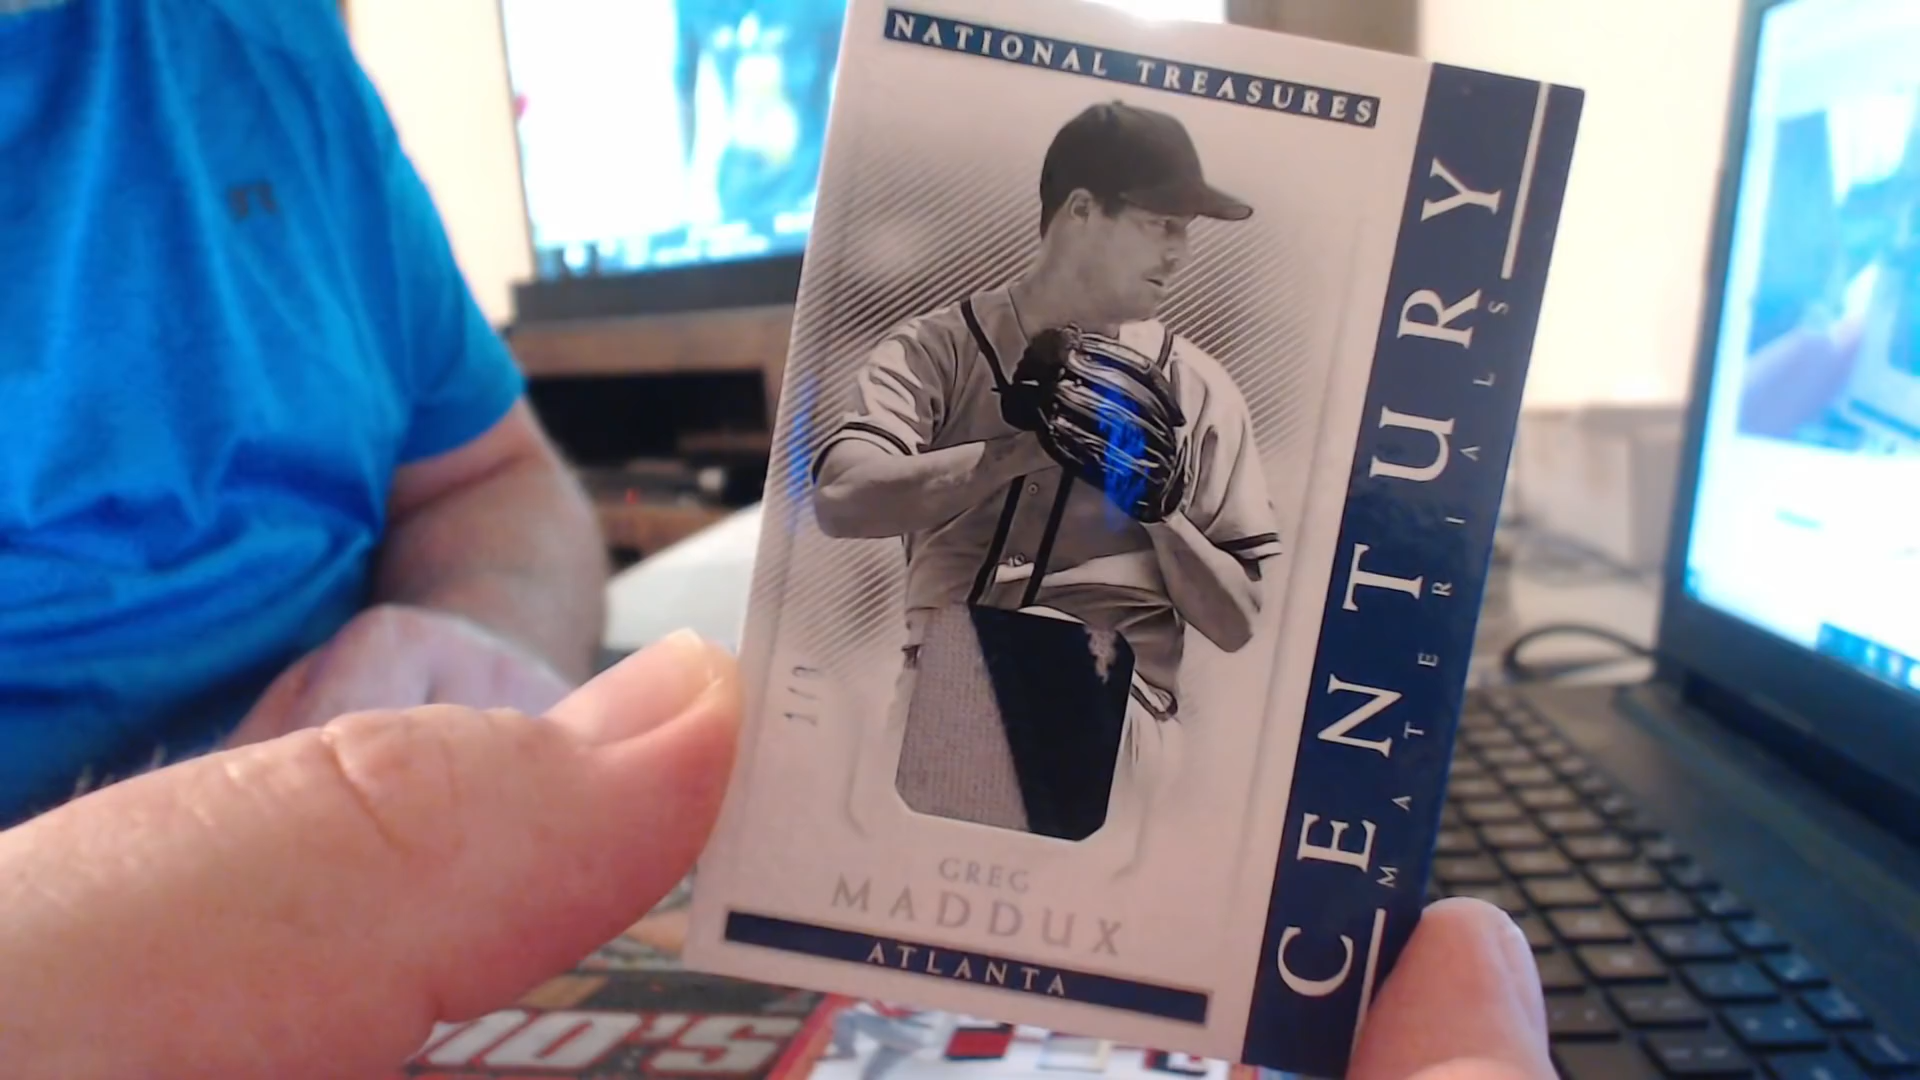 NATIONAL TREASURES
CENTURY
MATERIALS
GREG
MADDUX
ATLANTA